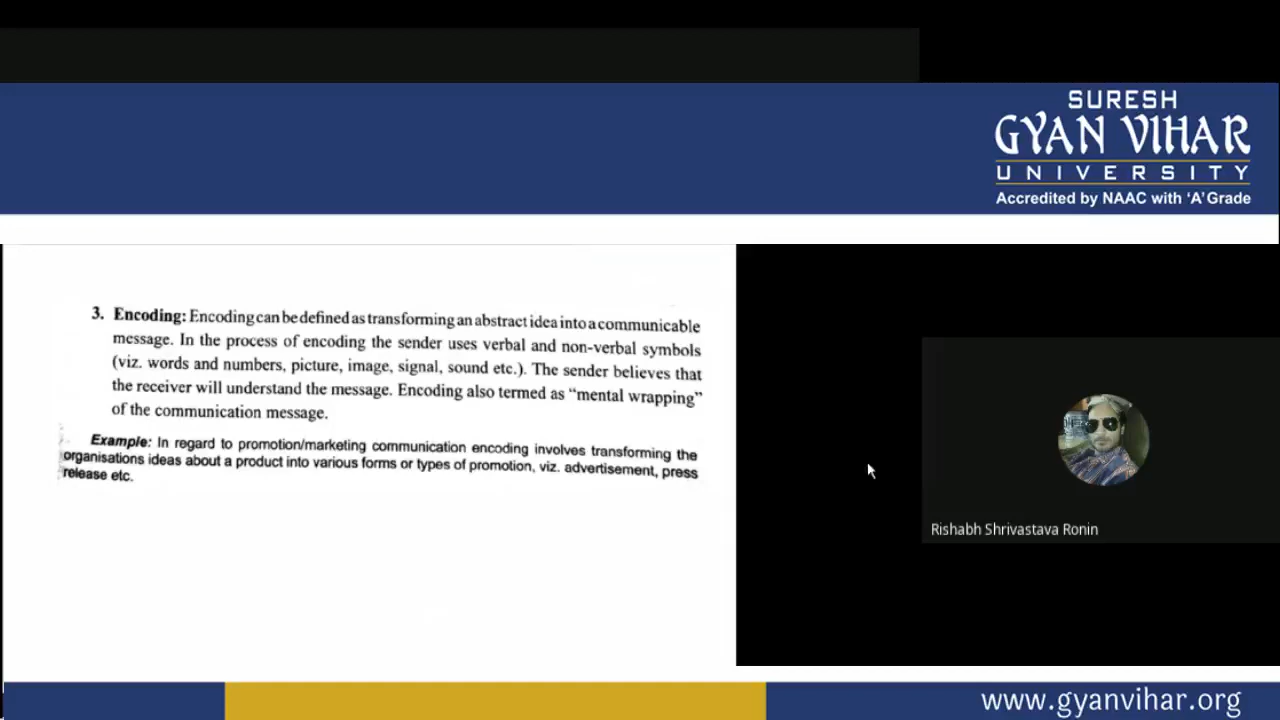 SURESH
GYAN VIHAR
UNIVERSITY
Accredited by NAAC with ‘A’ Grade
3. Encoding: Encoding can be defined as transforming an abstract idea into a communicable
message. In the process of encoding the sender uses verbal and non-verbal symbols
(viz. words and numbers, picture, image, signal, sound etc.). The sender believes that
the receiver will understand the message. Encoding also termed as “mental wrapping”
of the communication message.
Example: In regard to promotion/marketing communication encoding involves transforming the
organisations ideas about a product into various forms or types of promotion, viz. advertisement, press
release etc.
Rishabh Shrivastava Ronin
www.gyanvihar.org